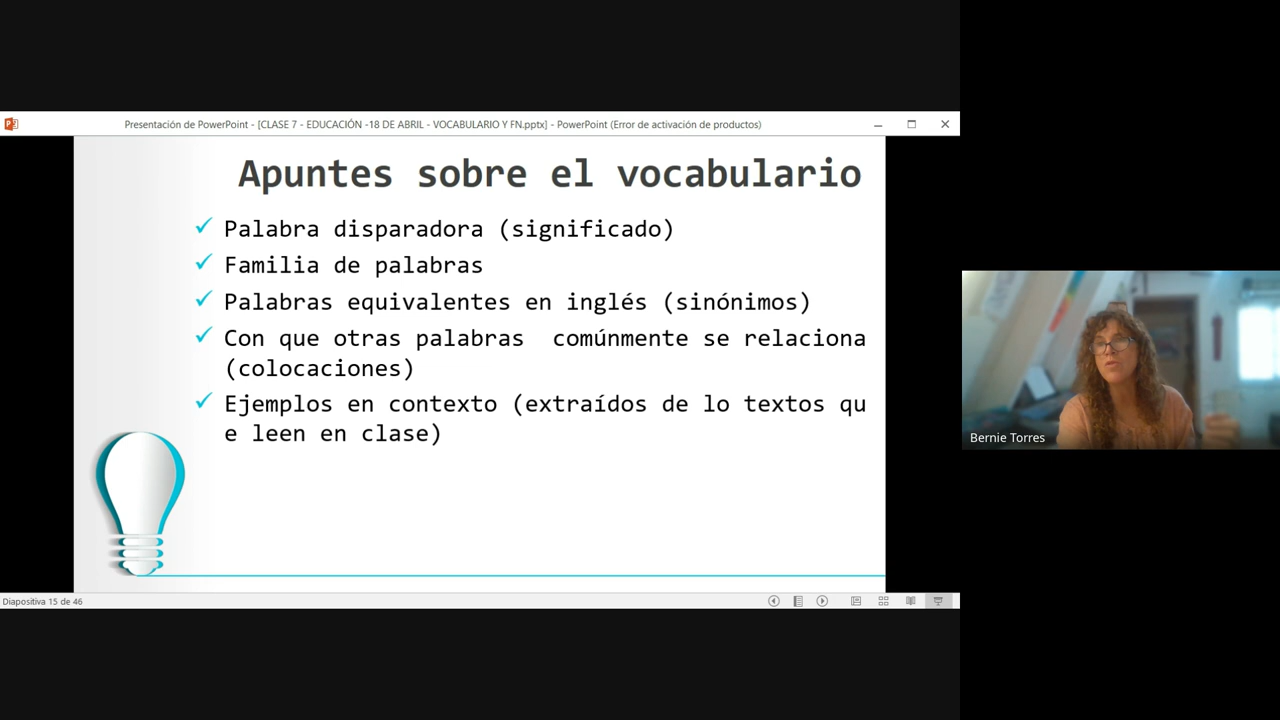 Presentación de PowerPoint - [CLASE 7 - EDUCACIÓN -18 DE ABRIL - VOCABULARIO Y FN.pptx] - PowerPoint (Error de activación de productos)
Apuntes sobre el vocabulario
Palabra disparadora (significado)
Familia de palabras
Palabras equivalentes en inglés (sinónimos)
Con que otras palabras comúnmente se relaciona
(colocaciones)
Ejemplos en contexto (extraídos de lo textos qu
e leen en clase)
Diapositiva 15 de 46
Bernie Torres